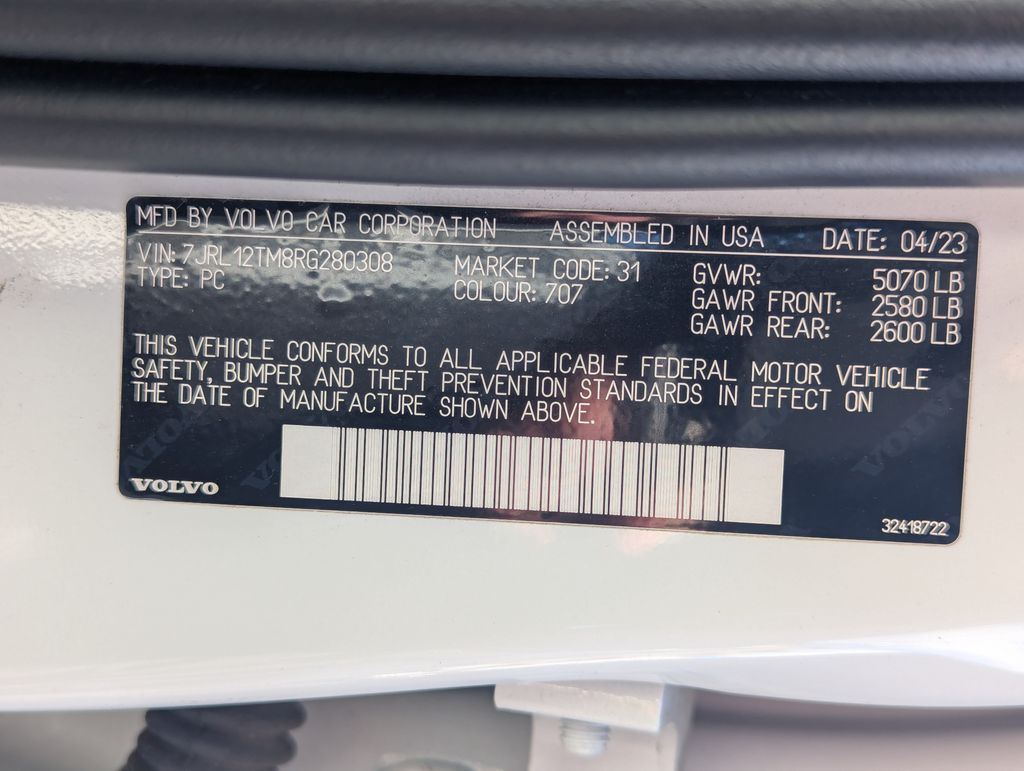 MFD BY VOLVO CAR CORPORATION ASSEMBLED IN USA DATE: 04/23
VIN: 7JRL12TM8RG280308 MARKET CODE: 31 GVWR: 5070 LB
TYPE: PC COLOUR: 707 GAWR FRONT: 2580 LB
GAWR REAR: 2600 LB
THIS VEHICLE CONFORMS TO ALL APPLICABLE FEDERAL MOTOR VEHICLE
SAFETY, BUMPER AND THEFT PREVENTION STANDARDS IN EFFECT ON
THE DATE OF MANUFACTURE SHOWN ABOVE.
VOLVO
VOLVO
32418722